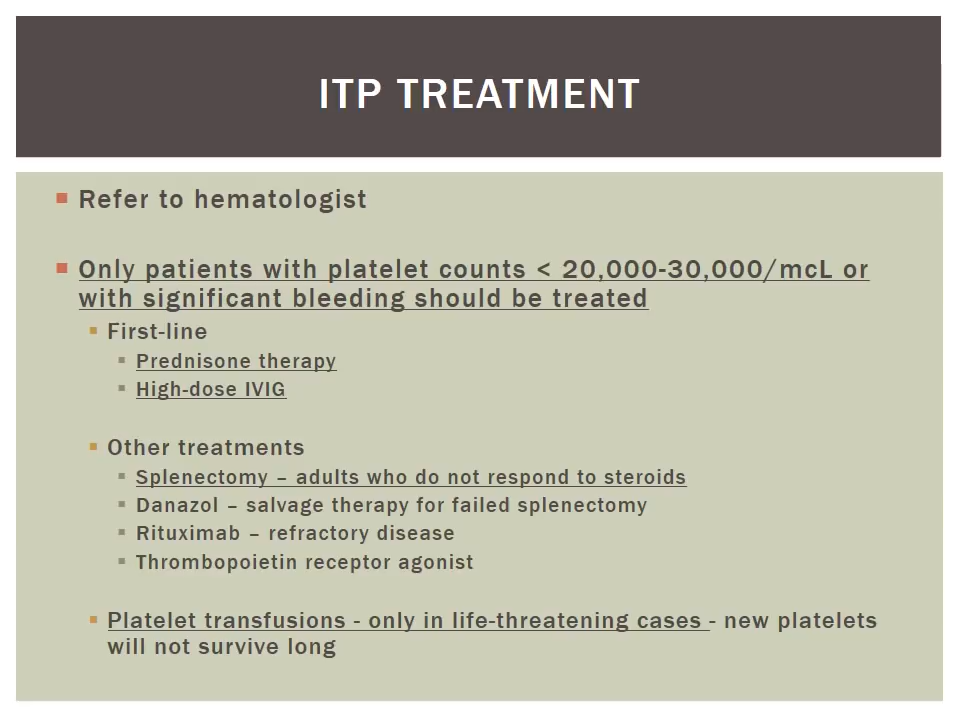 ITP TREATMENT
Refer to hematologist
Only patients with platelet counts < 20,000-30,000/mcL or
with significant bleeding should be treated
First-line
Prednisone therapy
High-dose IVIG
Other treatments
Splenectomy – adults who do not respond to steroids
Danazol – salvage therapy for failed splenectomy
Rituximab – refractory disease
Thrombopoietin receptor agonist
Platelet transfusions - only in life-threatening cases - new platelets
will not survive long